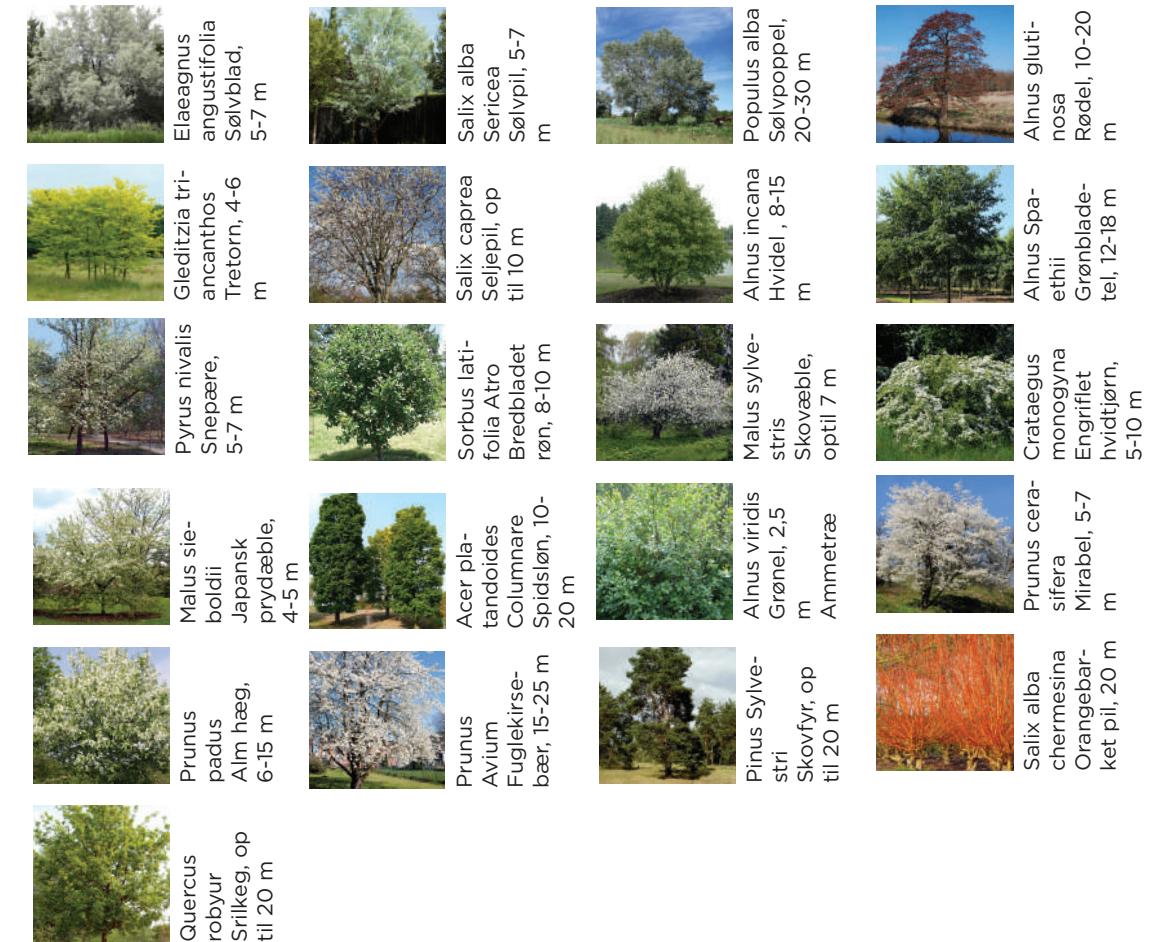 Elaeagnus
angustifolia
Sølvblad,
5-7 m
Salix alba
Sericea
Sølvpil, 5-7
m
Populus alba
Sølvpoppel,
20-30 m
Alnus gluti-
nosa
Rødel, 10-20
m
Gleditzia tri-
ancanthos
Tretorn, 4-6
m
Salix caprea
Seljepil, op
til 10 m
Alnus incana
Hvidel , 8-15
m
Alnus Spa-
ethii
Grønblade-
tel, 12-18 m
Pyrus nivalis
Snepære,
5-7 m
Sorbus lati-
folia Atro
Bredbladet
røn, 8-10 m
Malus sylve-
stris
Skovæble,
optil 7 m
Crataegus
monogyna
Engriflet
hvidtjørn,
5-10 m
Malus sie-
boldii
Japansk
prydæble,
4-5 m
Acer pla-
tandoides
Columnare
Spidsløn, 10-
20 m
Alnus viridis
Grønel, 2,5
m
Ammetræ
Prunus cera-
sifera
Mirabel, 5-7
m
Prunus
padus
Alm hæg,
6-15 m
Prunus
Avium
Fuglekirse-
bær, 15-25 m
Pinus Sylve-
stri
Skovfyr, op
til 20 m
Salix alba
chermesina
Orangebar-
ket pil, 20 m
Quercus
robyur
Srilkeg, op
til 20 m